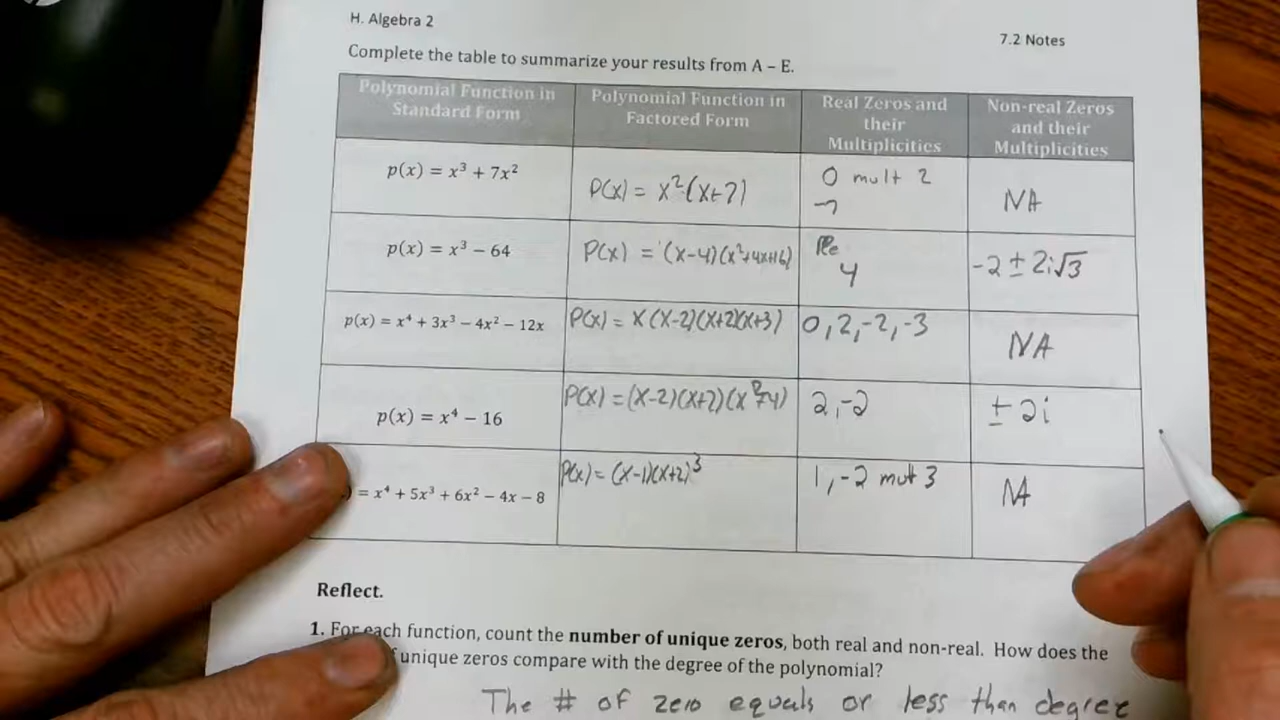 H. Algebra 2
7.2 Notes
Complete the table to summarize your results from A – E.
Polynomial Function in Standard Form
Polynomial Function in Factored Form
Real Zeros and their Multiplicities
Non-real Zeros and their Multiplicities
p(x) = x³ + 7x²
P(x) = x²(x+7)
0 mult 2
-7
NA
p(x) = x³ − 64
P(x) = (x-4)(x²+4x+16)
4
-2 ± 2i√3
p(x) = x⁴ + 3x³ − 4x² − 12x
P(x) = x(x-2)(x+2)(x+3)
0, 2, -2, -3
NA
p(x) = x⁴ − 16
P(x) = (x-2)(x+2)(x²+4)
2, -2
± 2i
) = x⁴ + 5x³ + 6x² − 4x − 8
P(x) = (x-1)(x+2)³
1, -2 mut 3
NA
Reflect.
1. For each function, count the number of unique zeros, both real and non-real. How does the
f unique zeros compare with the degree of the polynomial?
The # of zero equals or less than degree